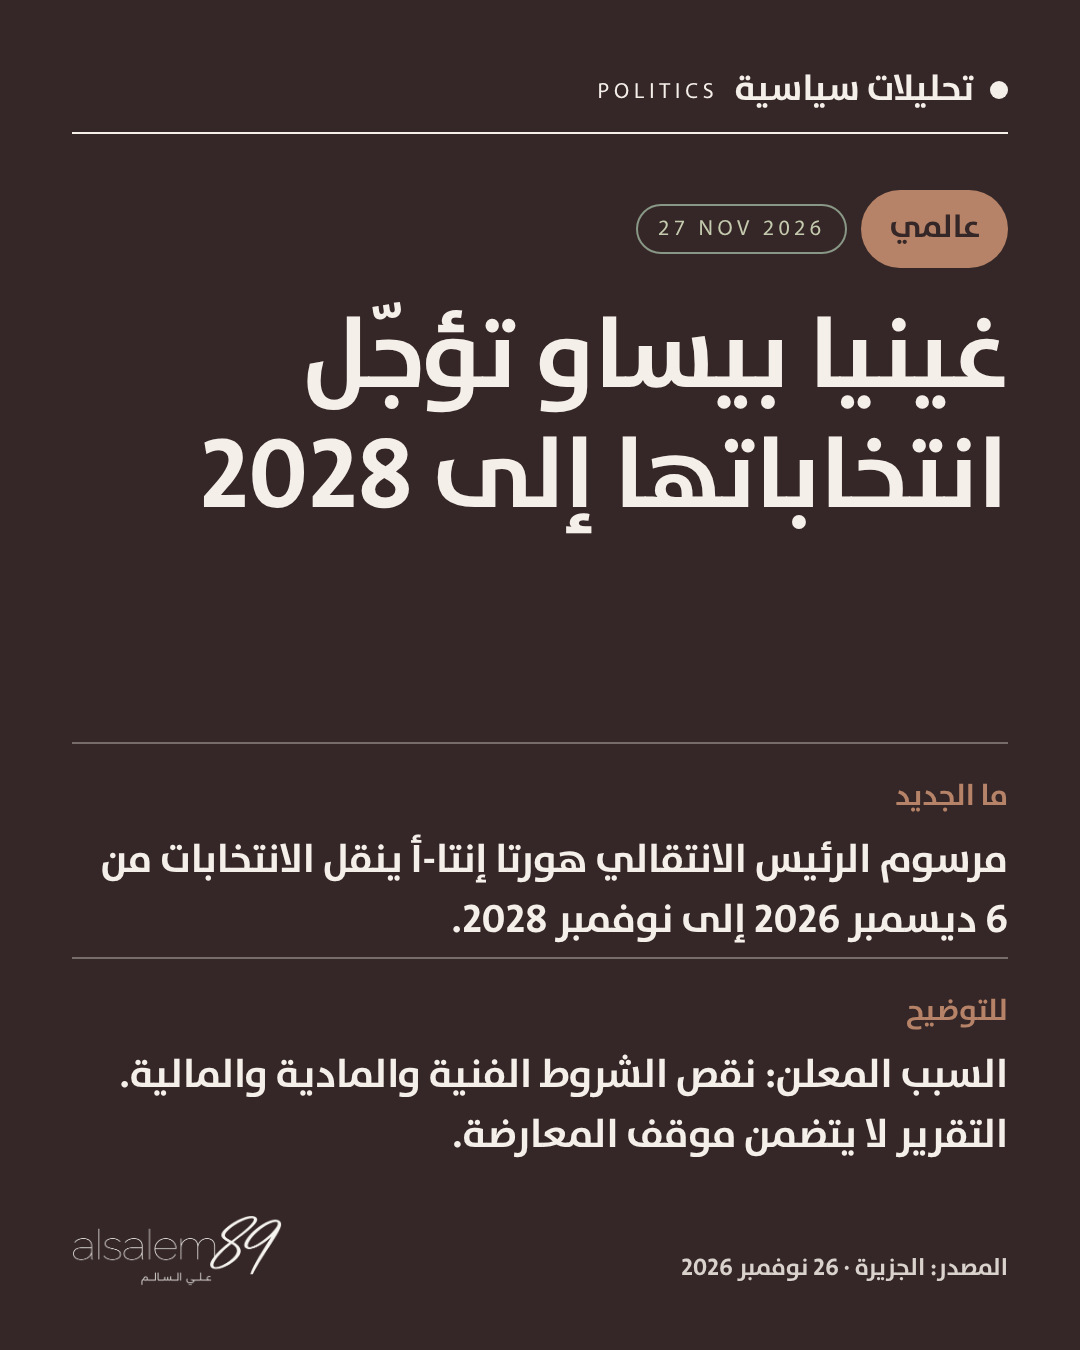 تحليلات سياسية POLITICS
عالمي 27 NOV 2026
غينيا بيساو تؤجّل
انتخاباتها إلى 2028
ما الجديد
مرسوم الرئيس الانتقالي هورتا إنتا-أ ينقل الانتخابات من
6 ديسمبر 2026 إلى نوفمبر 2028.
للتوضيح
السبب المعلن: نقص الشروط الفنية والمادية والمالية.
التقرير لا يتضمن موقف المعارضة.
المصدر: الجزيرة · 26 نوفمبر 2026
alsalem89
علي السالم